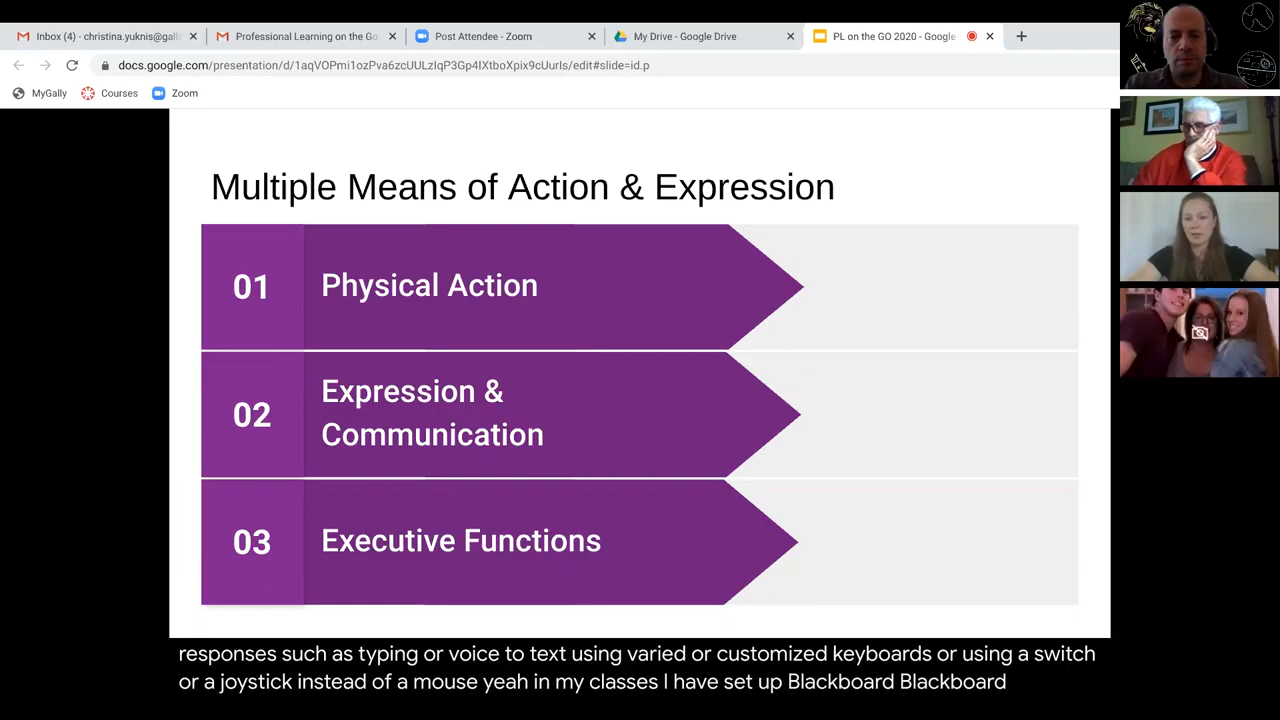 Inbox (4) - christina.yuknis@gall
Professional Learning on the Go
Post Attendee - Zoom
My Drive - Google Drive
PL on the GO 2020 - Google
docs.google.com/presentation/d/1aqVOPmi1ozPva6zcUULzIqP3Gp4IXtboXpix9cUurIs/edit#slide=id.p
MyGally
Courses
Zoom
Multiple Means of Action & Expression
01
Physical Action
02
Expression &
Communication
03
Executive Functions
responses such as typing or voice to text using varied or customized keyboards or using a switch
or a joystick instead of a mouse yeah in my classes I have set up Blackboard Blackboard